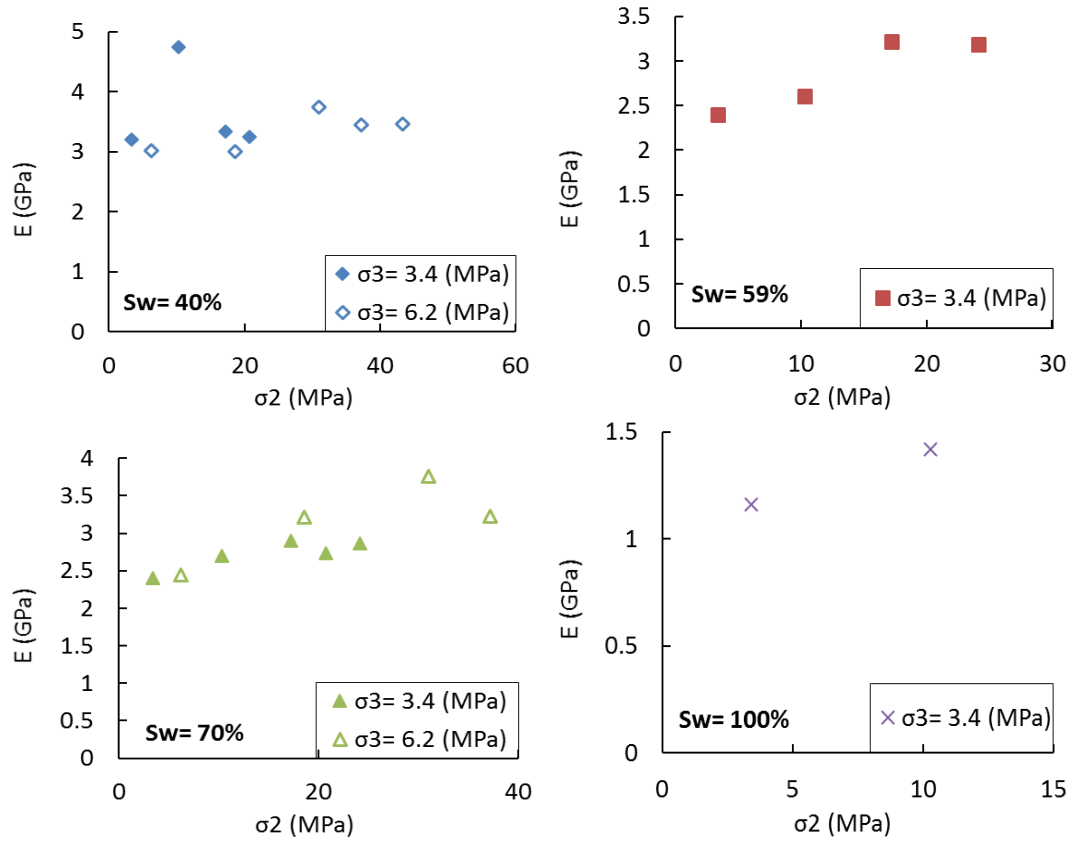 5
4
3
2
1
0
E (GPa)
0 20 40 60
σ2 (MPa)
Sw= 40%
σ3= 3.4 (MPa)
σ3= 6.2 (MPa)
3.5
3
2.5
2
1.5
1
0.5
0
E (GPa)
0 10 20 30
σ2 (MPa)
Sw= 59%
σ3= 3.4 (MPa)
4
3.5
3
2.5
2
1.5
1
0.5
0
E (GPa)
0 20 40
σ2 (MPa)
Sw= 70%
σ3= 3.4 (MPa)
σ3= 6.2 (MPa)
1.5
1
0.5
0
E (GPa)
0 5 10 15
σ2 (MPa)
Sw= 100%
σ3= 3.4 (MPa)